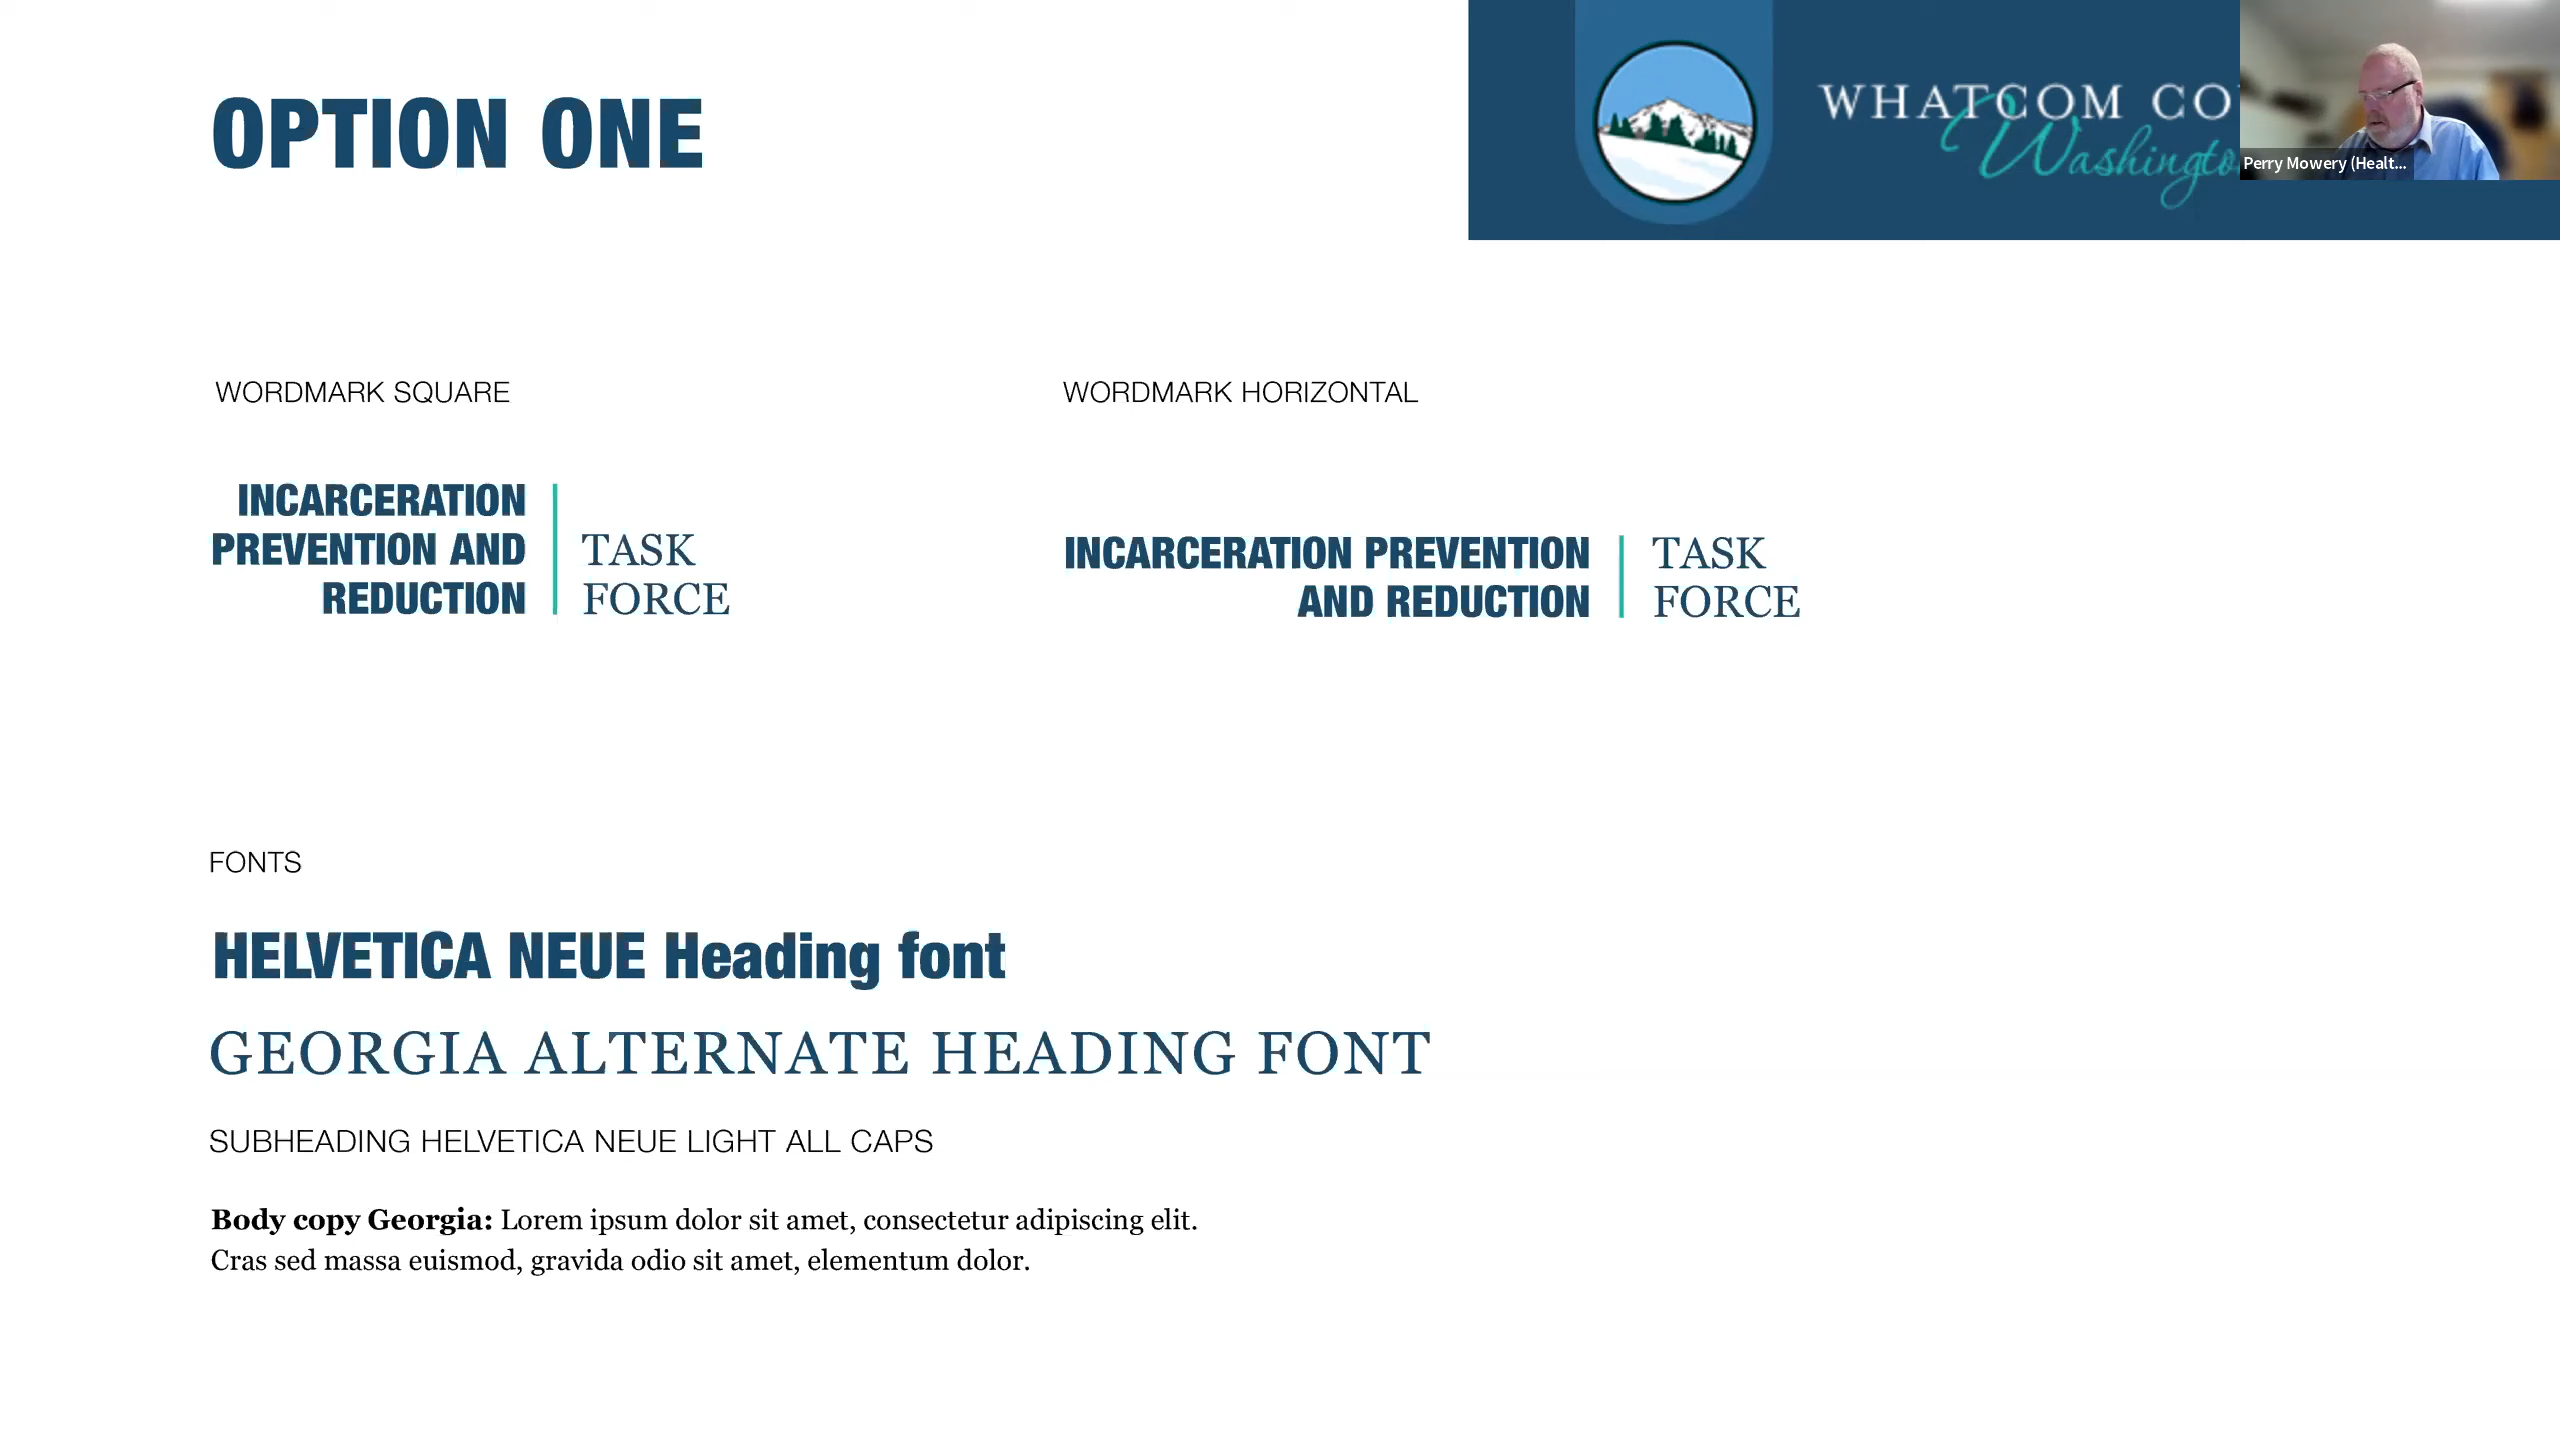 OPTION ONE
WHATCOM CO
Washingto
Perry Mowery (Healt...
WORDMARK SQUARE
WORDMARK HORIZONTAL
INCARCERATION
PREVENTION AND
REDUCTION
TASK
FORCE
INCARCERATION PREVENTION
AND REDUCTION
TASK
FORCE
FONTS
HELVETICA NEUE Heading font
GEORGIA ALTERNATE HEADING FONT
SUBHEADING HELVETICA NEUE LIGHT ALL CAPS
Body copy Georgia: Lorem ipsum dolor sit amet, consectetur adipiscing elit.
Cras sed massa euismod, gravida odio sit amet, elementum dolor.